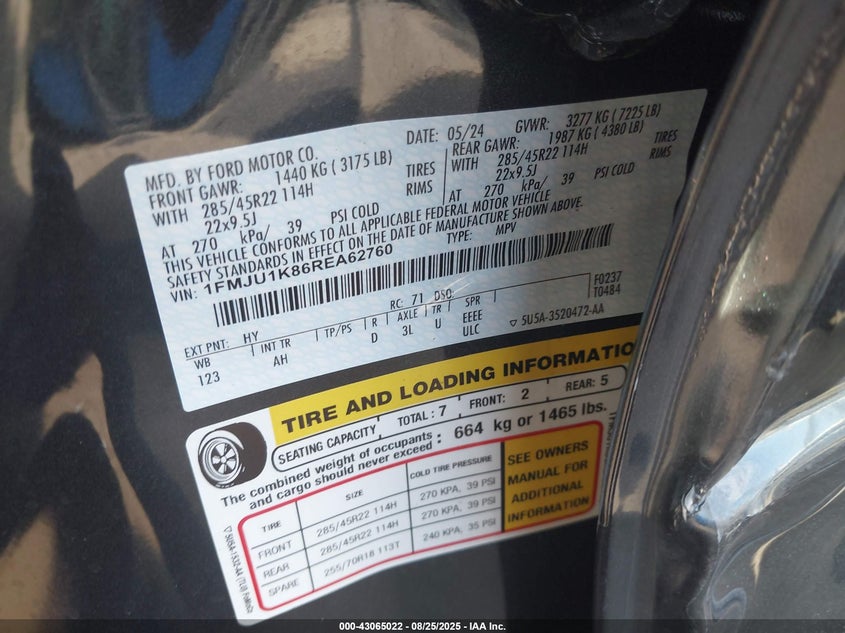 MFD. BY FORD MOTOR CO.
DATE: 05/24 GVWR: 3277 KG ( 7225 LB)
FRONT GAWR: 1440 KG ( 3175 LB) REAR GAWR: 1987 KG ( 4380 LB)
WITH 285/45R22 114H TIRES WITH 285/45R22 114H TIRES
22x9.5J RIMS 22x9.5J RIMS
AT 270 kPa/ 39 PSI COLD AT 270 kPa/ 39 PSI COLD
THIS VEHICLE CONFORMS TO ALL APPLICABLE FEDERAL MOTOR VEHICLE
SAFETY STANDARDS IN EFFECT ON THE DATE OF MANUFACTURE SHOWN ABOVE.
VIN: 1FMJU1K86REA62760 TYPE: MPV
F0237
T0484
EXT PNT: HY RC: 71 DSO:
WB INT TR TP/PS R AXLE TR SPR
123 AH D 3L U EEEE
ULC
▽ 5U5A-3520472-AA
TIRE AND LOADING INFORMATIO
SEATING CAPACITY TOTAL: 7 FRONT: 2 REAR: 5
The combined weight of occupants and cargo should never exceed : 664 kg or 1465 lbs.
TIRE SIZE COLD TIRE PRESSURE
FRONT 285/45R22 114H 270 KPA, 39 PSI
REAR 285/45R22 114H 270 KPA, 39 PSI
SPARE 255/70R18 113T 240 KPA, 35 PSI
SEE OWNERS
MANUAL FOR
ADDITIONAL
INFORMATION
000-43065022 - 08/25/2025 - IAA Inc.